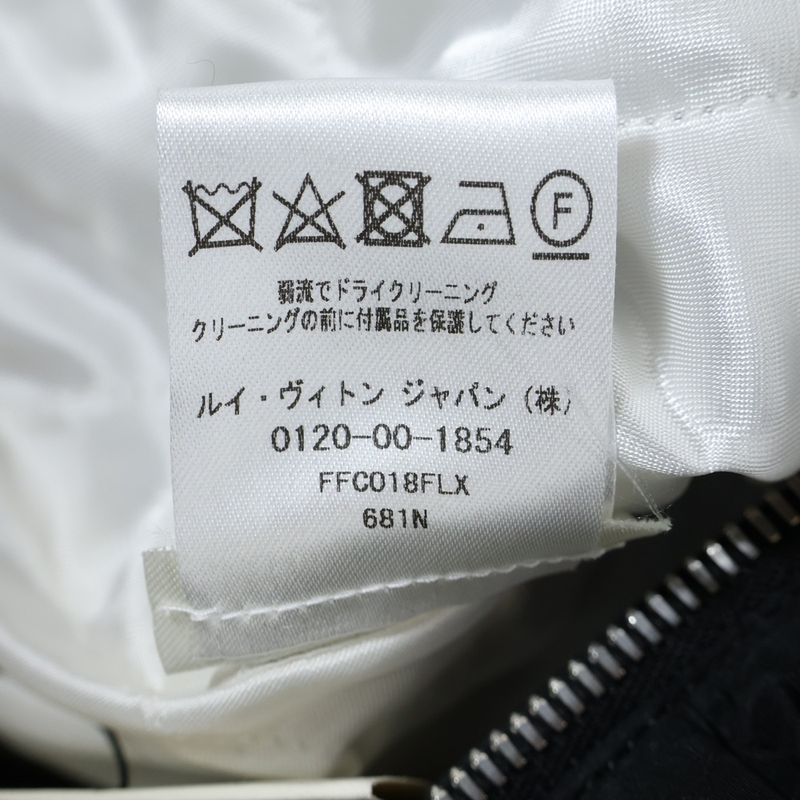 F
弱流でドライクリーニング
クリーニングの前に付属品を保護してください
ルイ・ヴィトン ジャパン (株)
0120-00-1854
FFC018FLX
681N